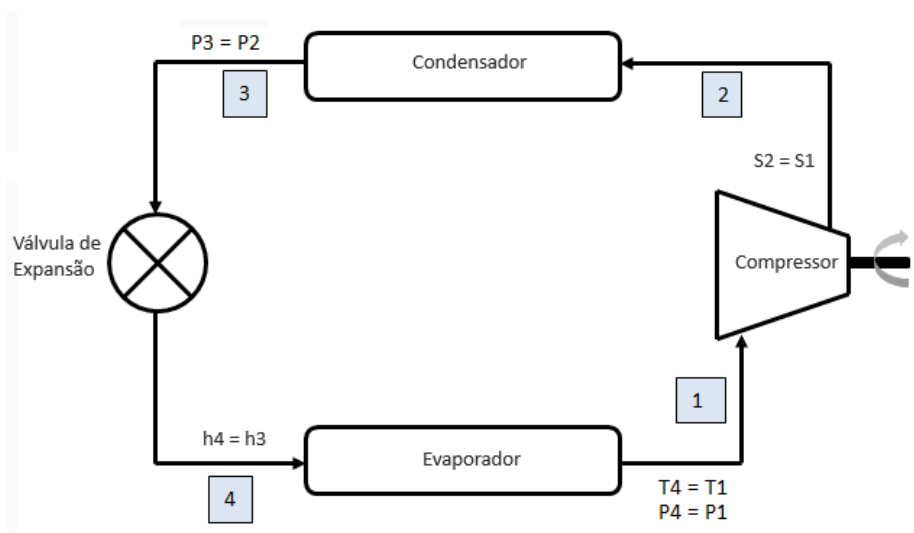 P3 = P2
Condensador
3
2
S2 = S1
Válvula de
Expansão
Compressor
1
h4 = h3
Evaporador
4
T4 = T1
P4 = P1